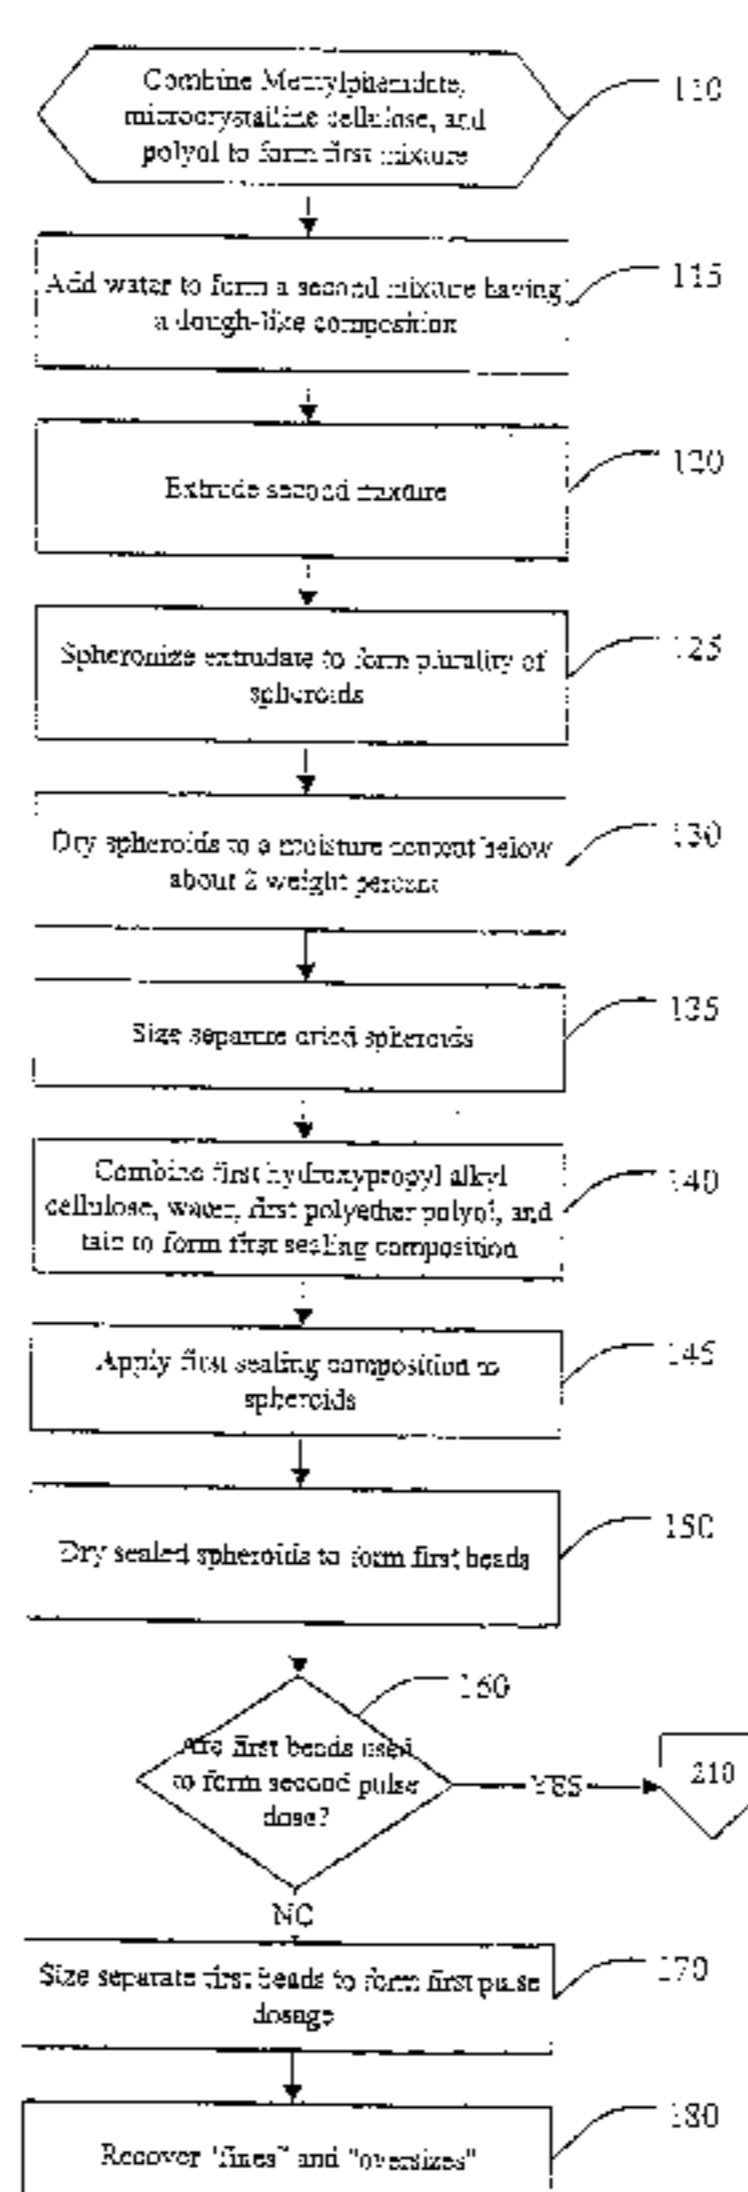 Combine Methylphenidate,
microcrystalline cellulose, and
polyol to form first mixture
110
Add water to form a second mixture having
a dough-like composition
115
Extrude second mixture
120
Spheronize extrudate to form plurality of
spheroids
125
Dry spheroids to a moisture content below
about 2 weight percent
130
Size separate dried spheroids
135
Combine first hydroxypropyl alkyl
cellulose, water, first polyether polyol, and
talc to form first sealing composition
140
Apply first sealing composition to
spheroids
145
Dry sealed spheroids to form first beads
150
160
Are first beads used
to form second pulse
dose?
YES
210
NO
Size separate first beads to form first pulse
dosage
170
Recover "fines" and "oversizes"
180